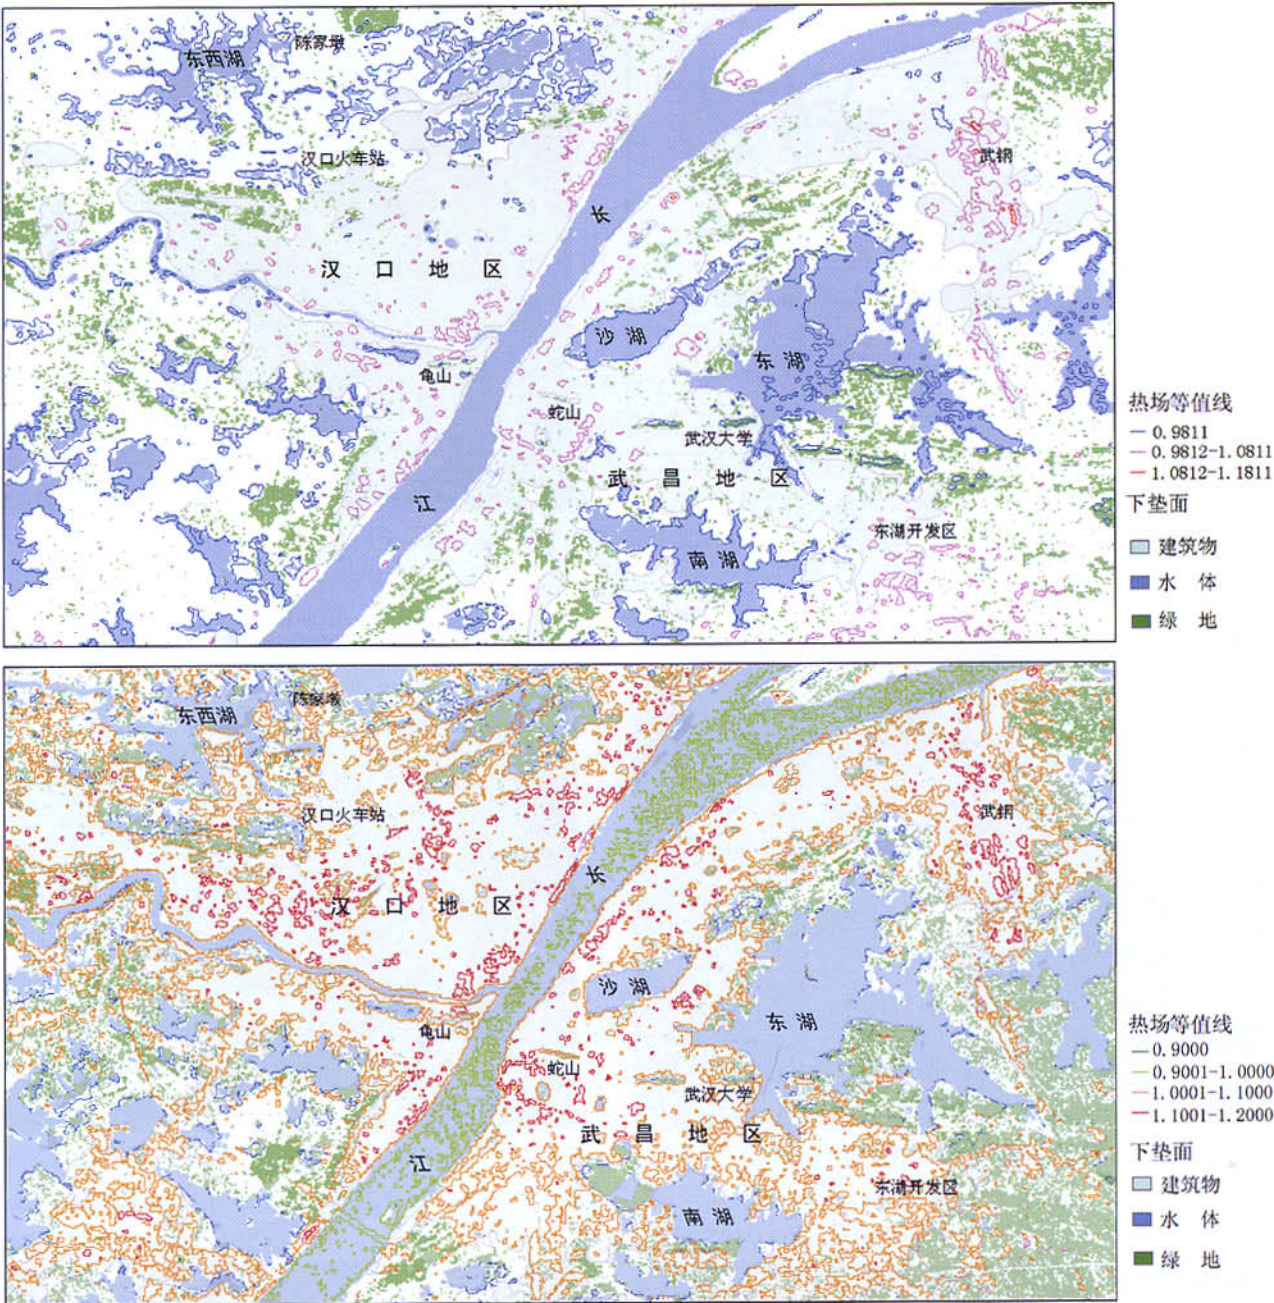 东西湖
陈家墩
汉口火车站
武钢
长
汉口地区
沙湖
东湖
龟山
蛇山
武汉大学
武昌地区
江
东湖开发区
南湖
热场等值线
0.9811
0.9812-1.0811
1.0812-1.1811
下垫面
建筑物
水体
绿地
陈家墩
东西湖
汉口火车站
武钢
长
汉口地区
沙湖
东湖
龟山
蛇山
武汉大学
武昌地区
江
东湖开发区
南湖
热场等值线
0.9000
0.9001-1.0000
1.0001-1.1000
1.1001-1.2000
下垫面
建筑物
水体
绿地